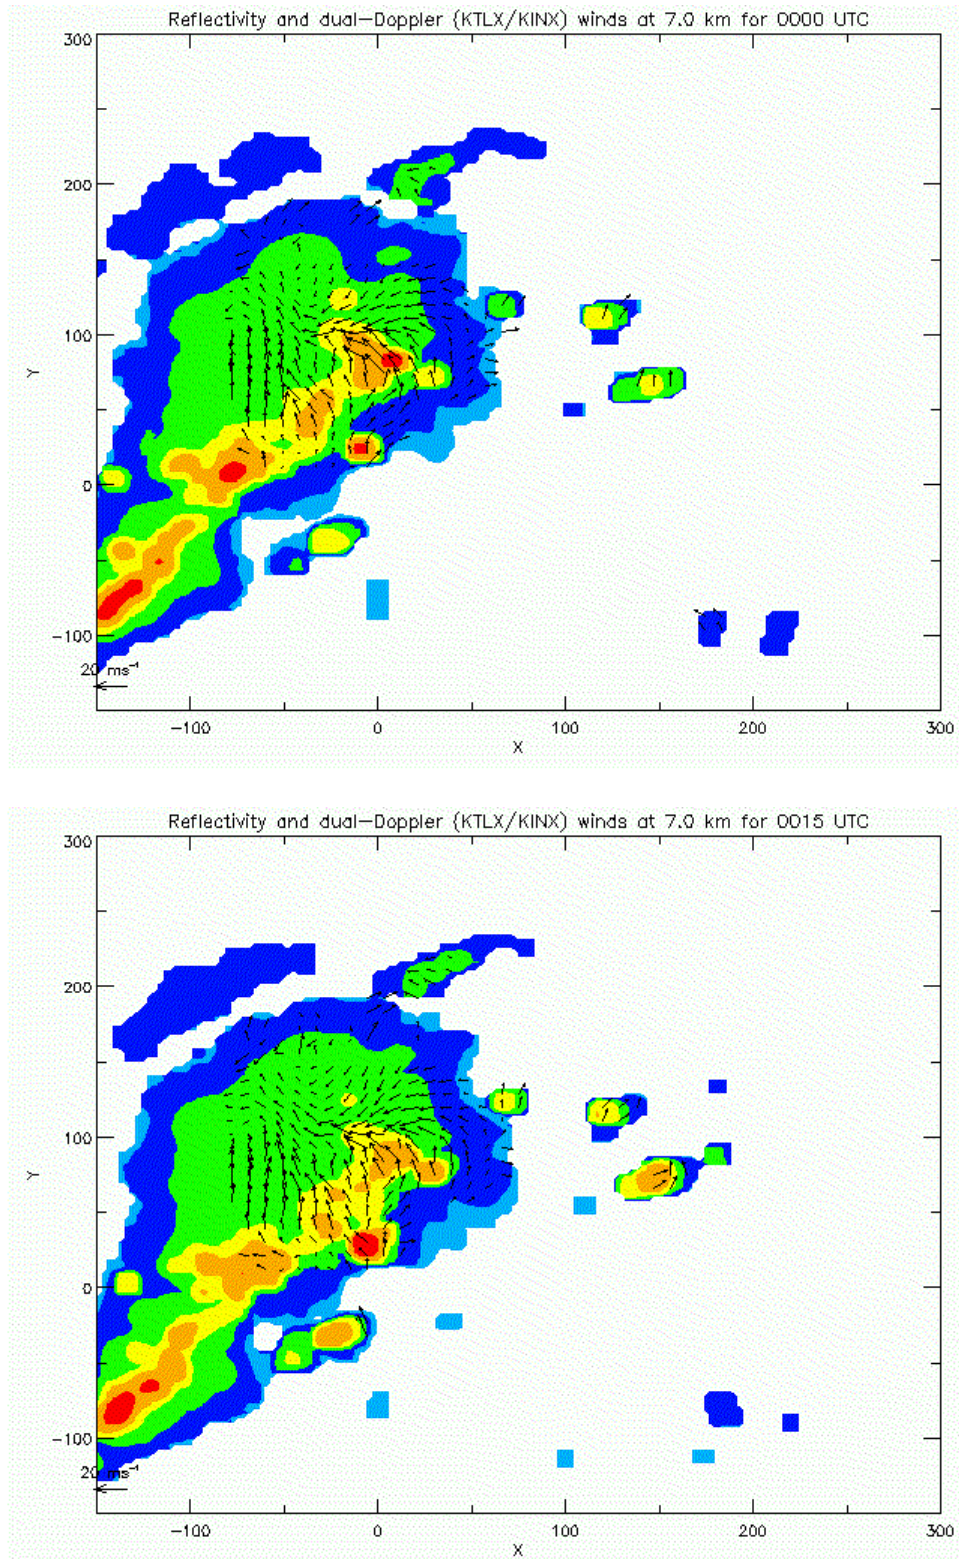 Reflectivity and dual-Doppler (KTLX/KINX) winds at 7.0 km for 0000 UTC
300
200
Y
100
0
-100
20 ms⁻¹
-100 0 100 200 300
X
Reflectivity and dual-Doppler (KTLX/KINX) winds at 7.0 km for 0015 UTC
300
200
Y
100
0
-100
20 ms⁻¹
-100 0 100 200 300
X